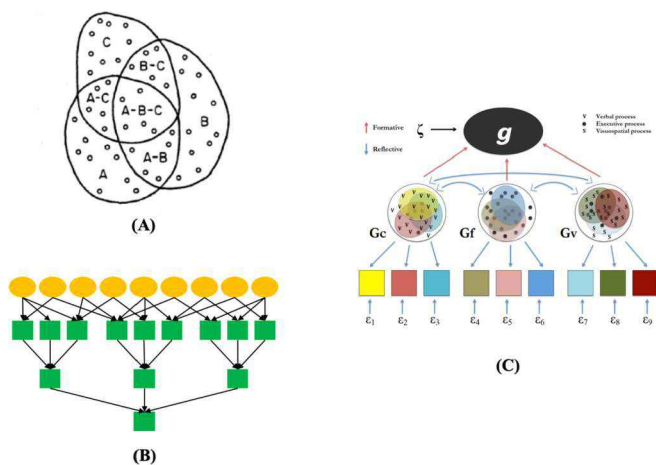 C
B-C
A-C
A-B-C
B
A-B
A
(A)
(B)
Formative
ζ
g
v Verbal process
● Executive process
s Visuospatial process
Reflective
Gc
Gf
Gv
ε1
ε2
ε3
ε4
ε5
ε6
ε7
ε8
ε9
(C)